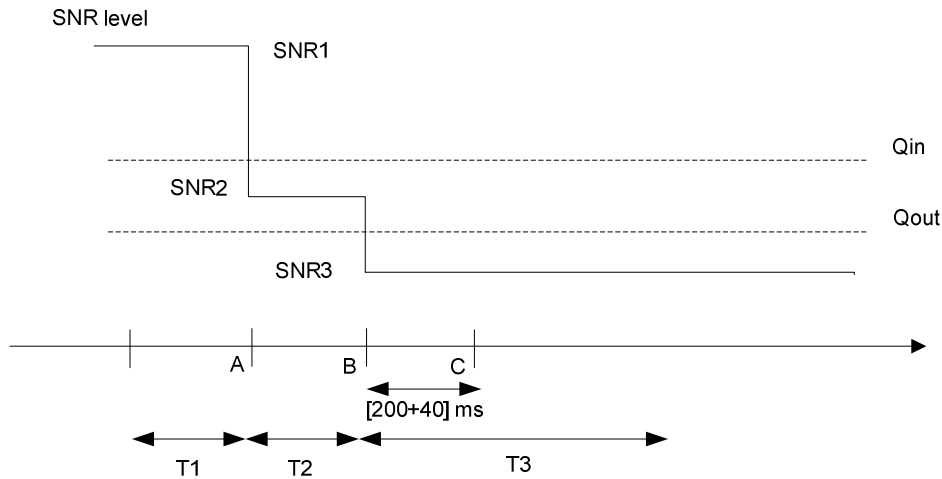 SNR level
SNR1
Qin
SNR2
Qout
SNR3
A
B
C
[200+40] ms
T1
T2
T3